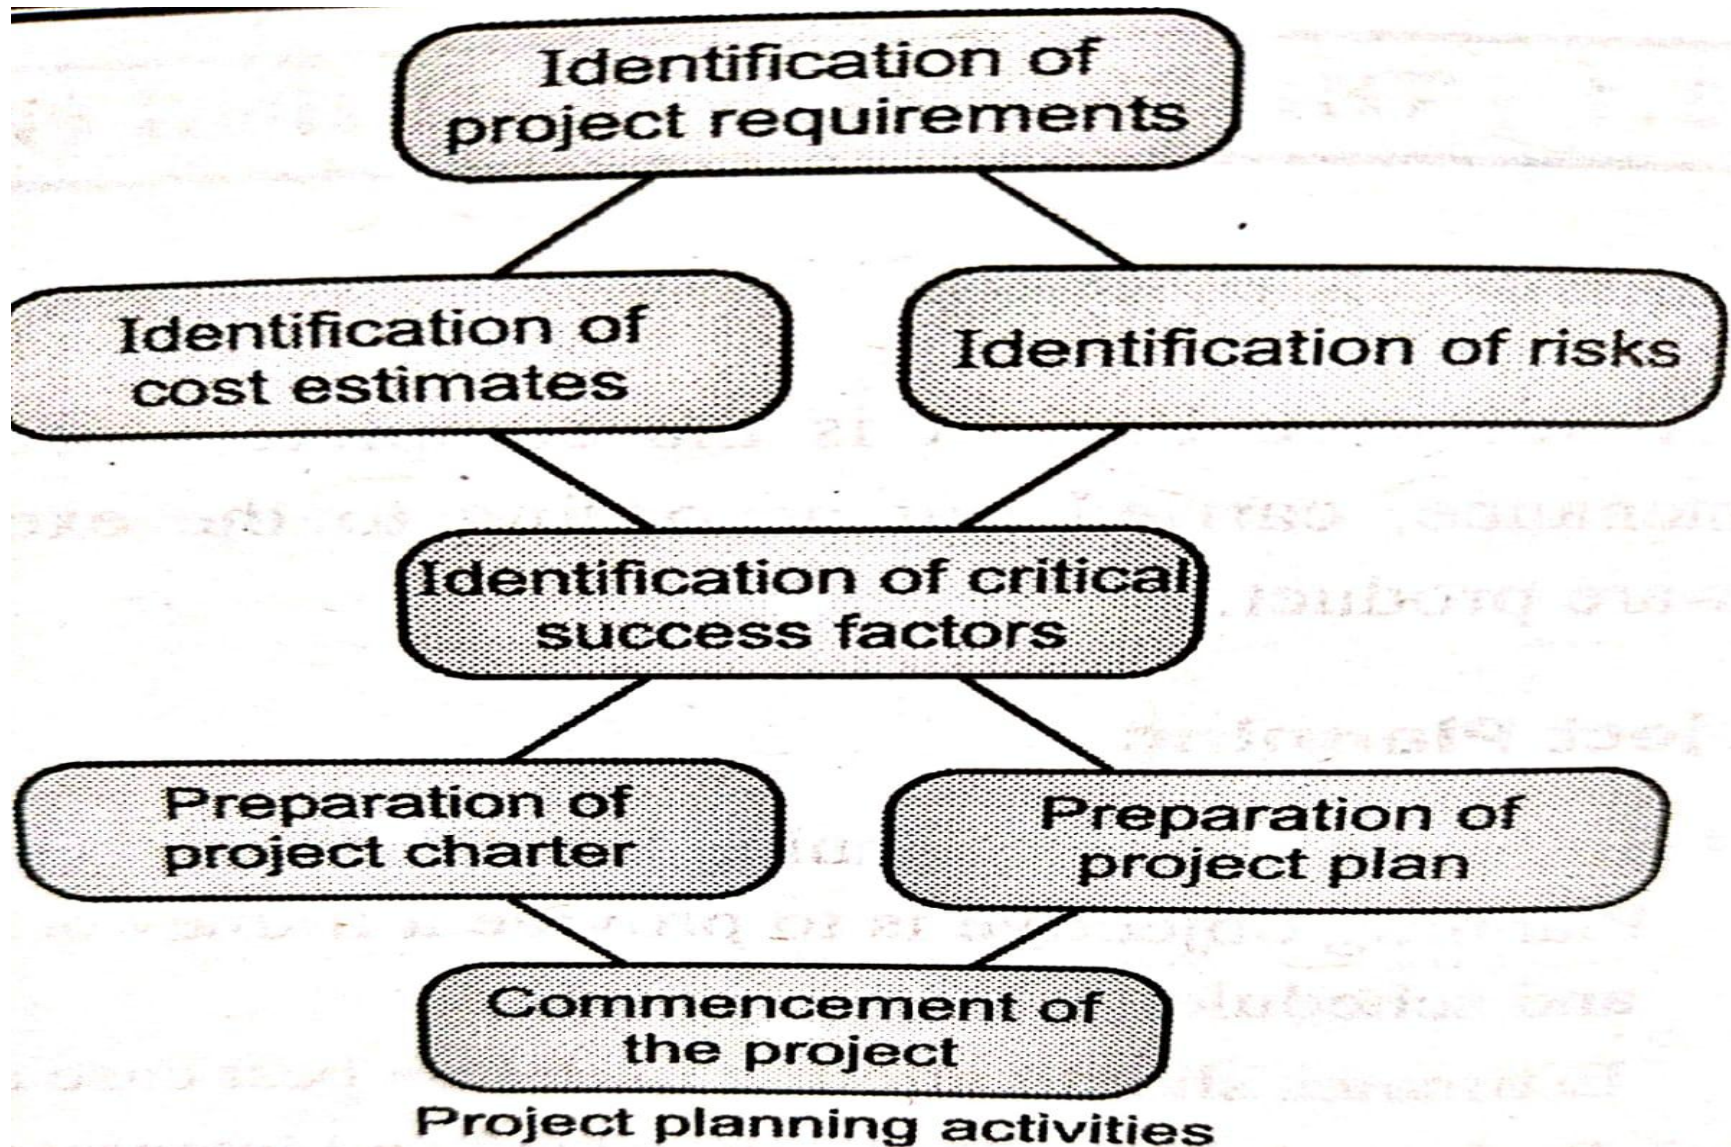 Identification of
project requirements
Identification of
cost estimates
Identification of risks
Identification of critical
success factors
Preparation of
project charter
Preparation of
project plan
Commencement of
the project
Project planning activities